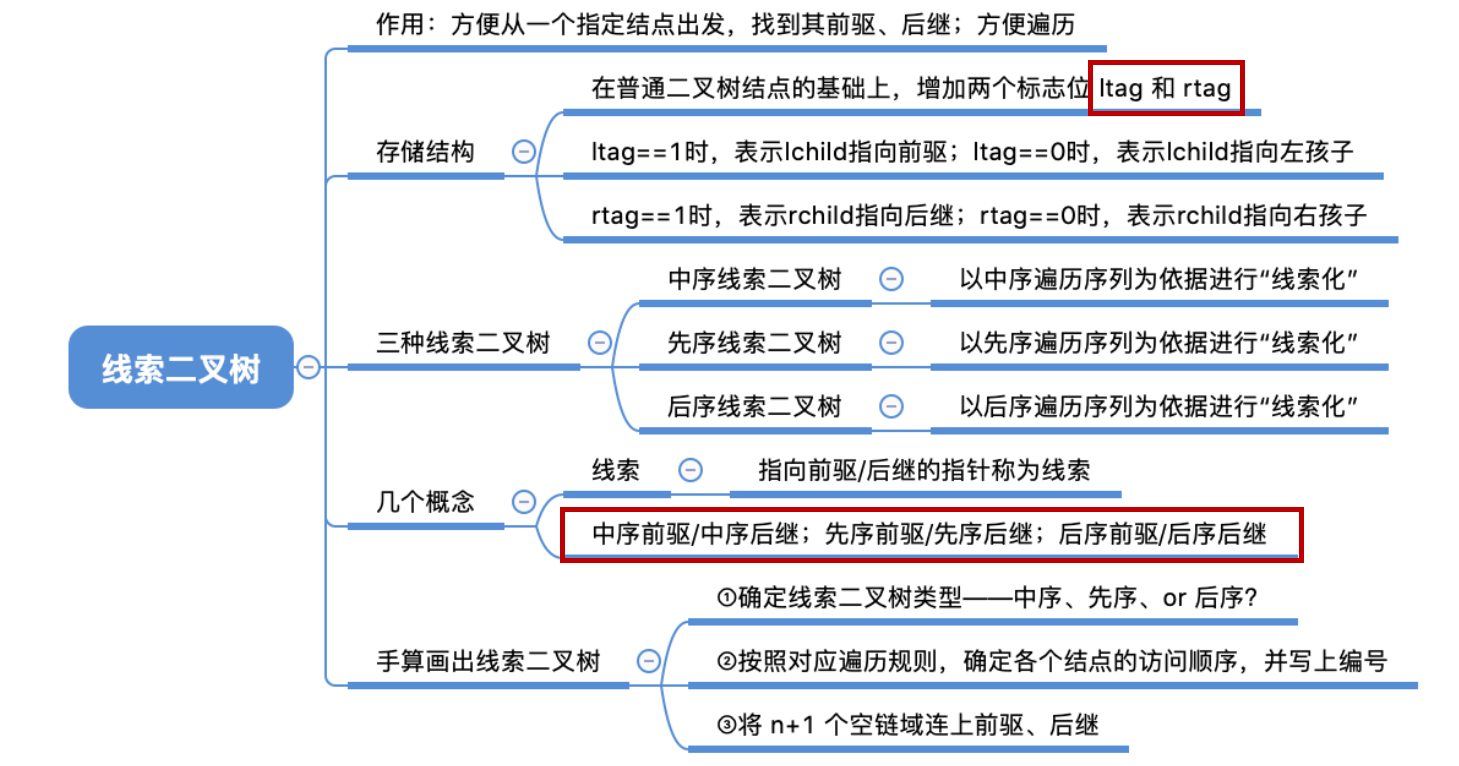 作用：方便从一个指定结点出发，找到其前驱、后继；方便遍历
在普通二叉树结点的基础上，增加两个标志位 ltag 和 rtag
存储结构
ltag==1时，表示lchild指向前驱；ltag==0时，表示lchild指向左孩子
rtag==1时，表示rchild指向后继；rtag==0时，表示rchild指向右孩子
中序线索二叉树
以中序遍历序列为依据进行“线索化”
线索二叉树
三种线索二叉树
先序线索二叉树
以先序遍历序列为依据进行“线索化”
后序线索二叉树
以后序遍历序列为依据进行“线索化”
几个概念
线索
指向前驱/后继的指针称为线索
中序前驱/中序后继；先序前驱/先序后继；后序前驱/后序后继
手算画出线索二叉树
①确定线索二叉树类型——中序、先序、or 后序？
②按照对应遍历规则，确定各个结点的访问顺序，并写上编号
③将 n+1 个空链域连上前驱、后继